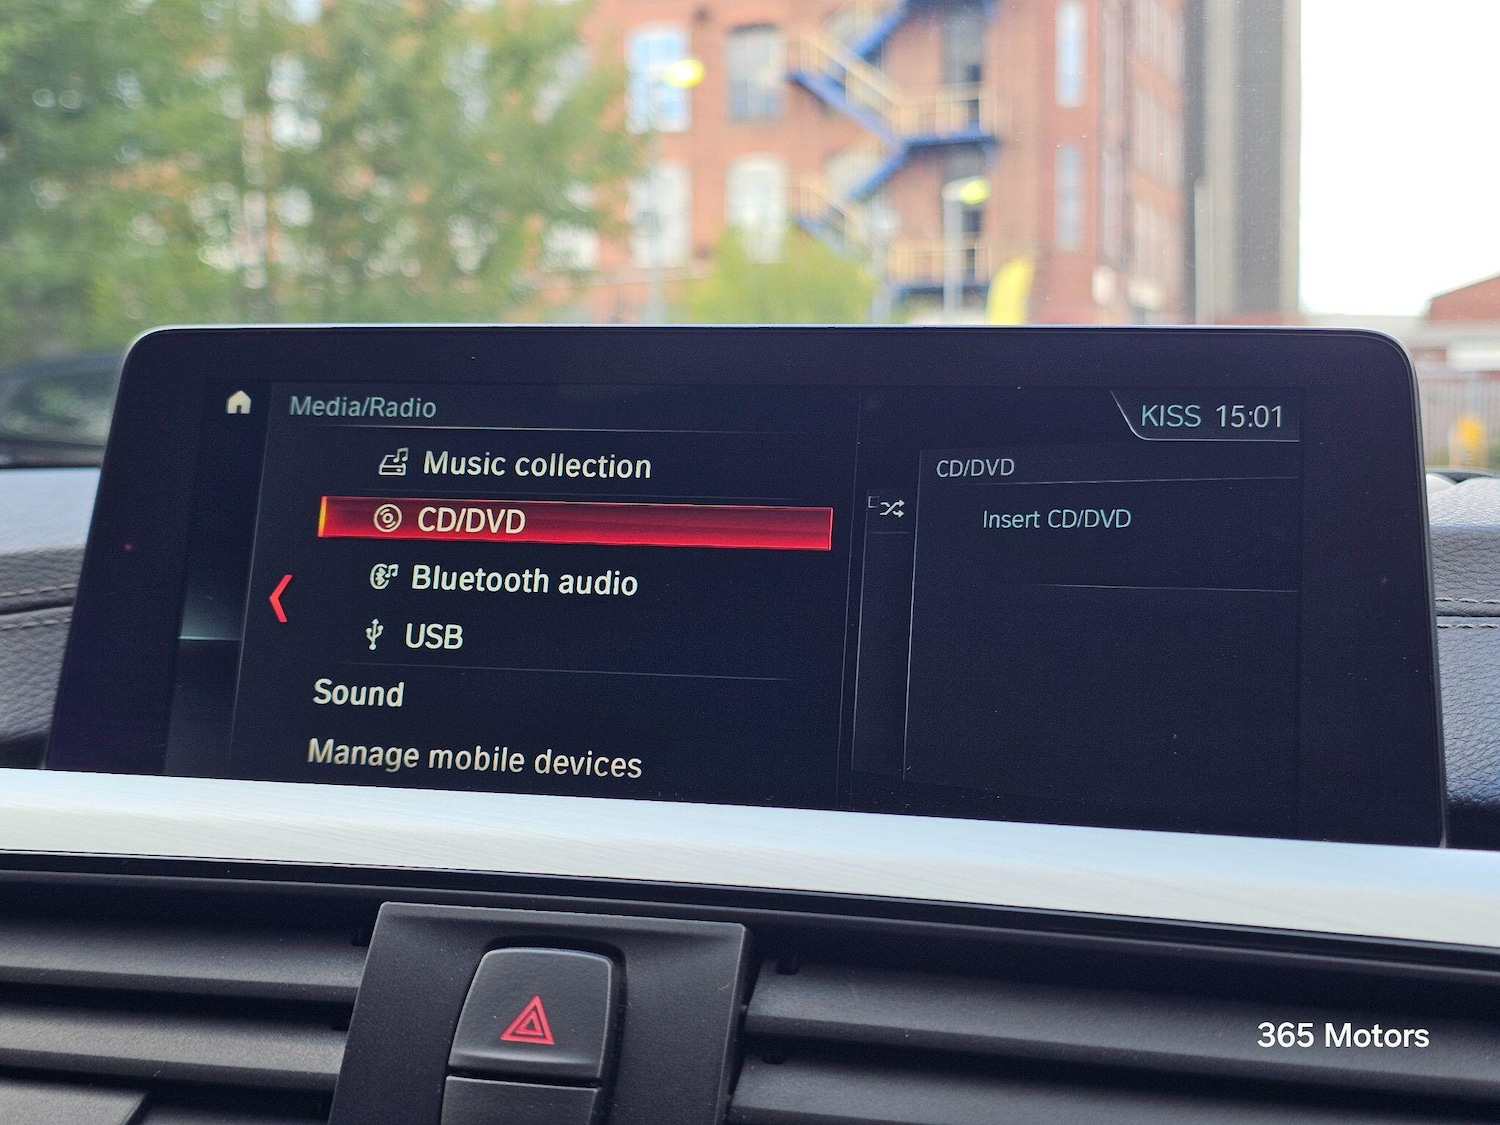 Media/Radio
KISS 15:01
Music collection
CD/DVD
Bluetooth audio
USB
Sound
Manage mobile devices
CD/DVD
Insert CD/DVD
365 Motors